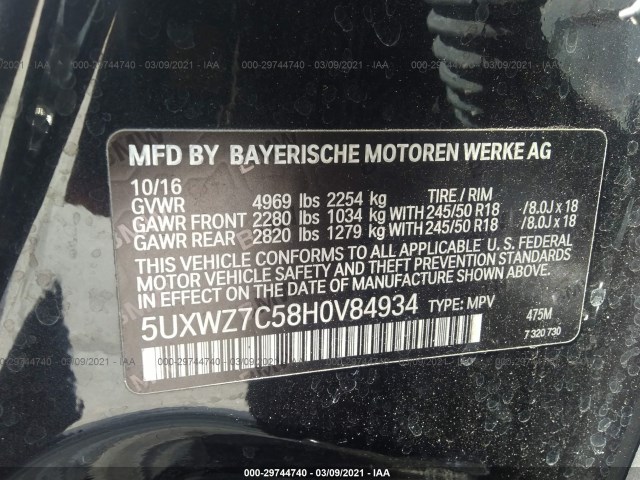 000-29744740 | 03/09/2021 | IAA
MFD BY BAYERISCHE MOTOREN WERKE AG
10/16
GVWR 4969 lbs 2254 kg TIRE / RIM
GAWR FRONT 2280 lbs 1034 kg WITH 245/50 R18 /8.0J x 18
GAWR REAR 2820 lbs 1279 kg WITH 245/50 R18 /8.0J x 18
THIS VEHICLE CONFORMS TO ALL APPLICABLE U. S. FEDERAL
MOTOR VEHICLE SAFETY AND THEFT PREVENTION STANDARDS
IN EFFECT ON THE DATE OF MANUFACTURE SHOWN ABOVE.
5UXWZ7C58H0V84934 TYPE: MPV 475M
7 320 730
000-29744740 | 03/09/2021 | IAA